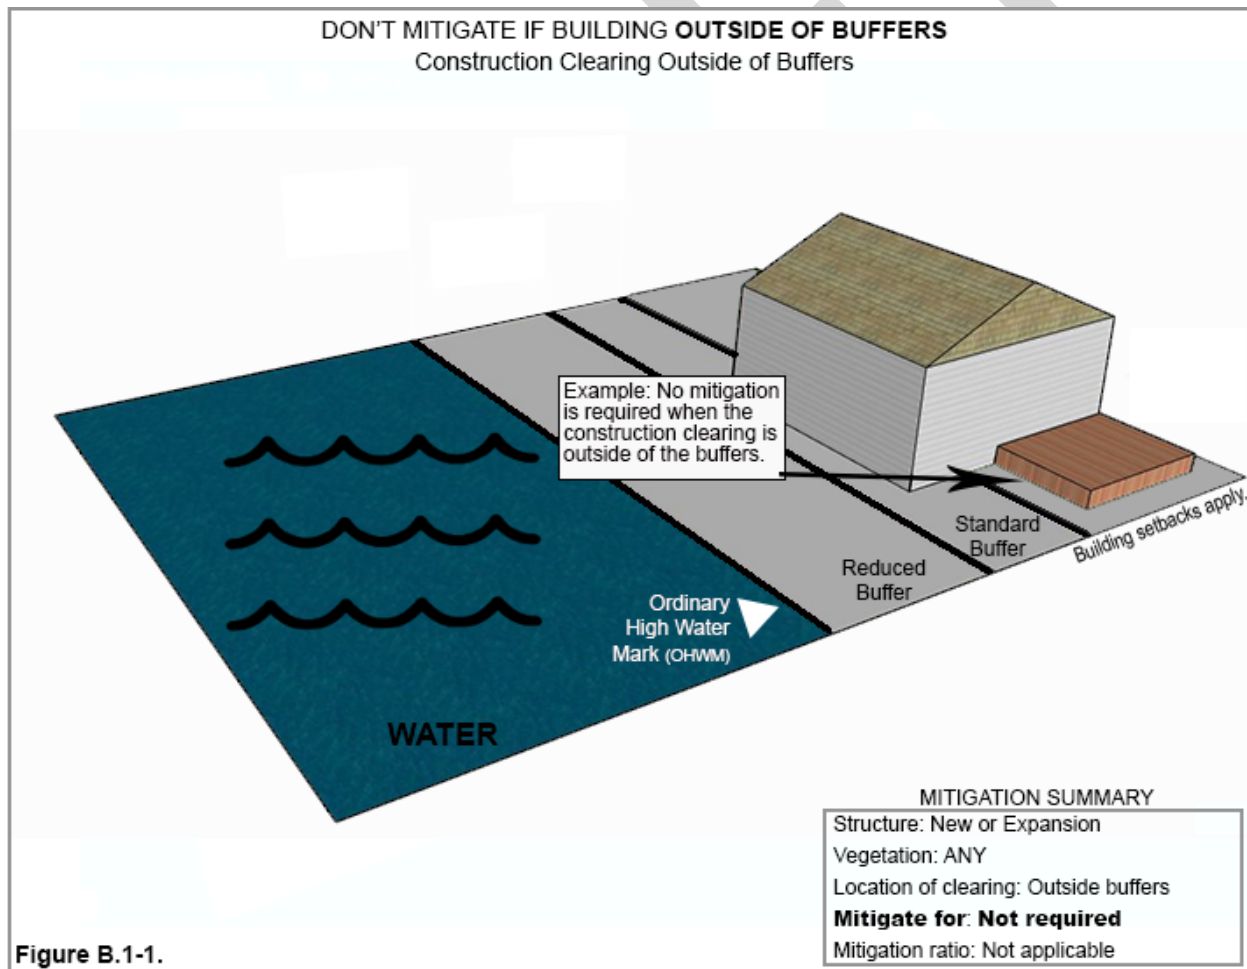 DON'T MITIGATE IF BUILDING OUTSIDE OF BUFFERS
Construction Clearing Outside of Buffers
Example: No mitigation
is required when the
construction clearing is
outside of the buffers.
Standard
Buffer
Building setbacks apply.
Reduced
Buffer
Ordinary
High Water
Mark (OHWM)
WATER
MITIGATION SUMMARY
Structure: New or Expansion
Vegetation: ANY
Location of clearing: Outside buffers
Mitigate for: Not required
Mitigation ratio: Not applicable
Figure B.1-1.